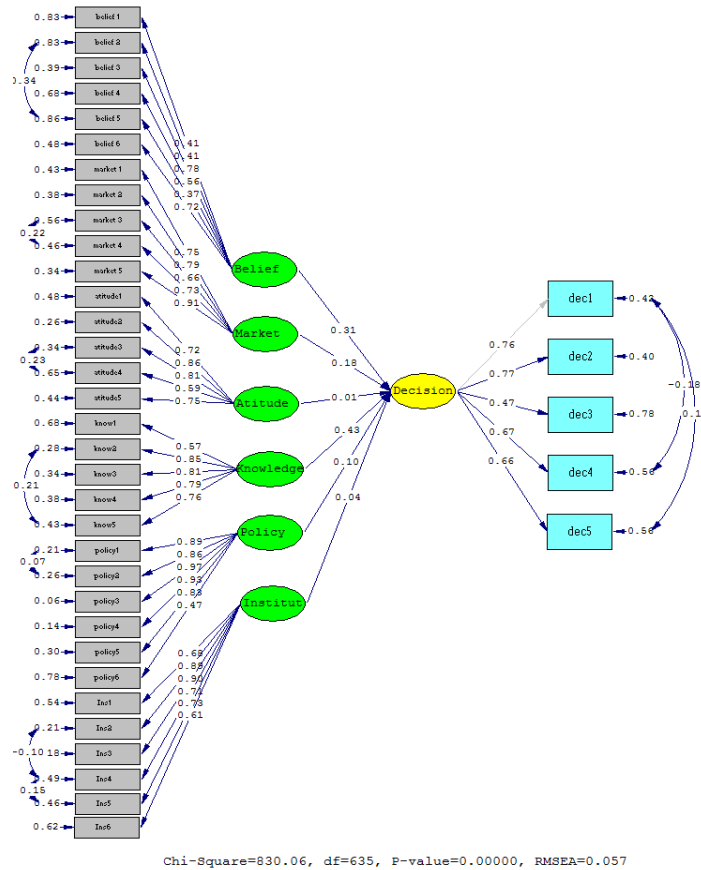 0.83 belief 1
0.83 belief 2
0.39 belief 3
0.34
0.68 belief 4
0.86 belief 5
0.48 belief 6
0.43 market 1
0.38 market 2
0.56 market 3
0.22
0.46 market 4
0.34 market 5
0.48 atitude1
0.26 atitude2
0.34 atitude3
0.23
0.65 atitude4
0.44 atitude5
0.68 know1
0.28 know2
0.34 know3
0.21
0.38 know4
0.43 know5
0.21 policy1
0.07
0.26 policy2
0.06 policy3
0.14 policy4
0.30 policy5
0.78 policy6
0.54 Ins1
0.21 Ins2
-0.10 18 Ins3
0.49 Ins4
0.15
0.46 Ins5
0.62 Ins6
0.41
0.41
0.78
0.56
0.37
0.72
0.75
0.79
0.66
0.73
0.91
0.72
0.86
0.81
0.59
0.75
0.57
0.85
0.81
0.79
0.76
0.89
0.86
0.97
0.93
0.83
0.47
0.68
0.89
0.90
0.71
0.73
0.61
Belief
Market
Atitude
Knowledge
Policy
Institut
0.31
0.18
0.01
0.43
0.10
0.04
Decision
0.76
0.77
0.47
0.67
0.66
dec1 0.42
dec2 0.40
dec3 0.78
dec4 0.56
dec5 0.56
-0.18
0.1
Chi-Square=830.06, df=635, P-value=0.00000, RMSEA=0.057